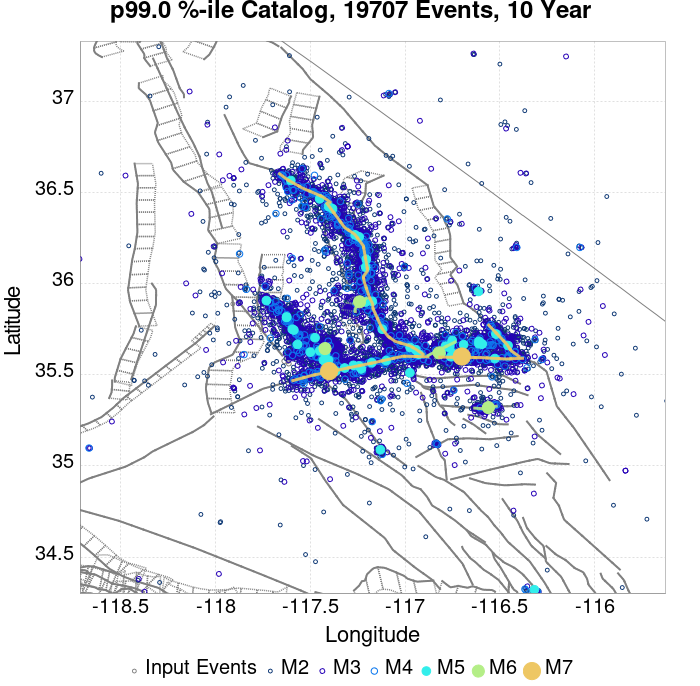 p99.0 %-ile Catalog, 19707 Events, 10 Year
37
36.5
36
35.5
35
34.5
Latitude
-118.5 -118 -117.5 -117 -116.5 -116
Longitude
Input Events M2 M3 M4 M5 M6 M7